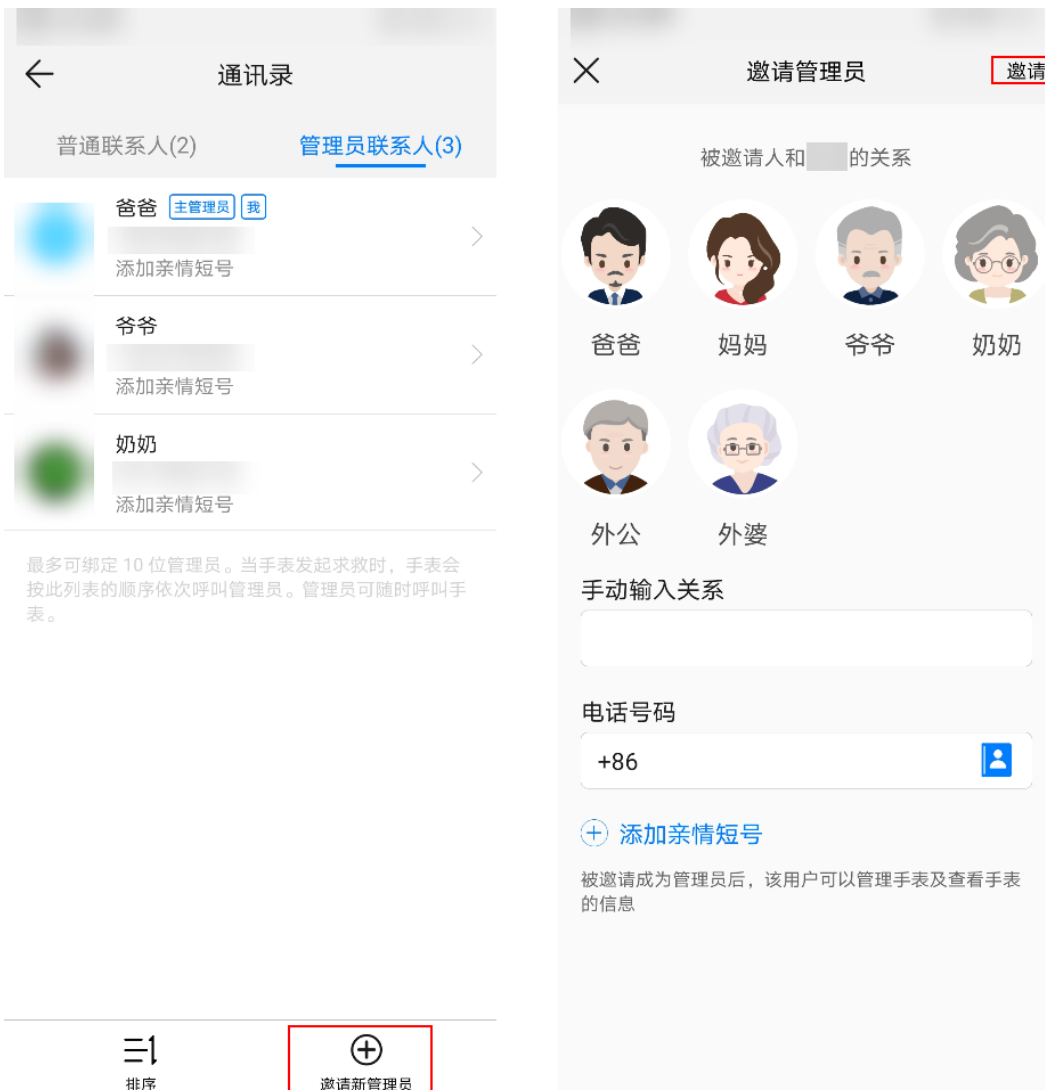 通讯录
普通联系人(2)
管理员联系人(3)
爸爸 主管理员 我
添加亲情短号
爷爷
添加亲情短号
奶奶
添加亲情短号
最多可绑定 10 位管理员。当手表发起求救时，手表会
按此列表的顺序依次呼叫管理员。管理员可随时呼叫手
表。
排序
邀请新管理员
邀请管理员
邀请
被邀请人和 的关系
爸爸
妈妈
爷爷
奶奶
外公
外婆
手动输入关系
电话号码
+86
添加亲情短号
被邀请成为管理员后，该用户可以管理手表及查看手表
的信息